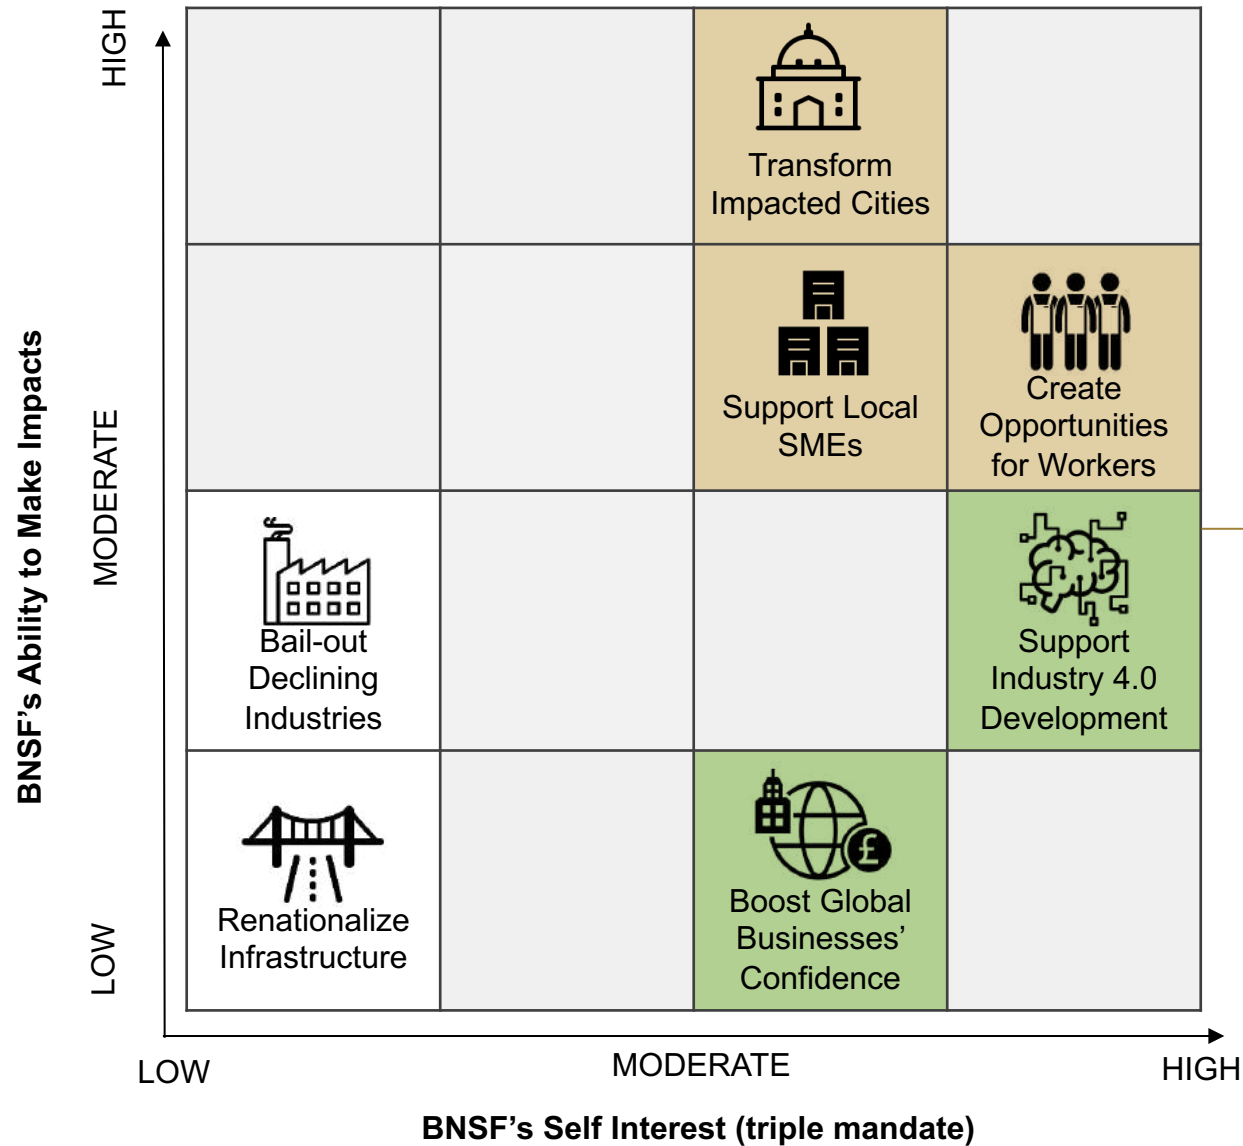 HIGH
Transform
Impacted Cities
BNSF's Ability to Make Impacts
MODERATE
Support Local
SMEs
Create
Opportunities
for Workers
Bail-out
Declining
Industries
Support
Industry 4.0
Development
LOW
Renationalize
Infrastructure
£
Boost Global
Businesses’
Confidence
LOW
MODERATE
HIGH
BNSF's Self Interest (triple mandate)